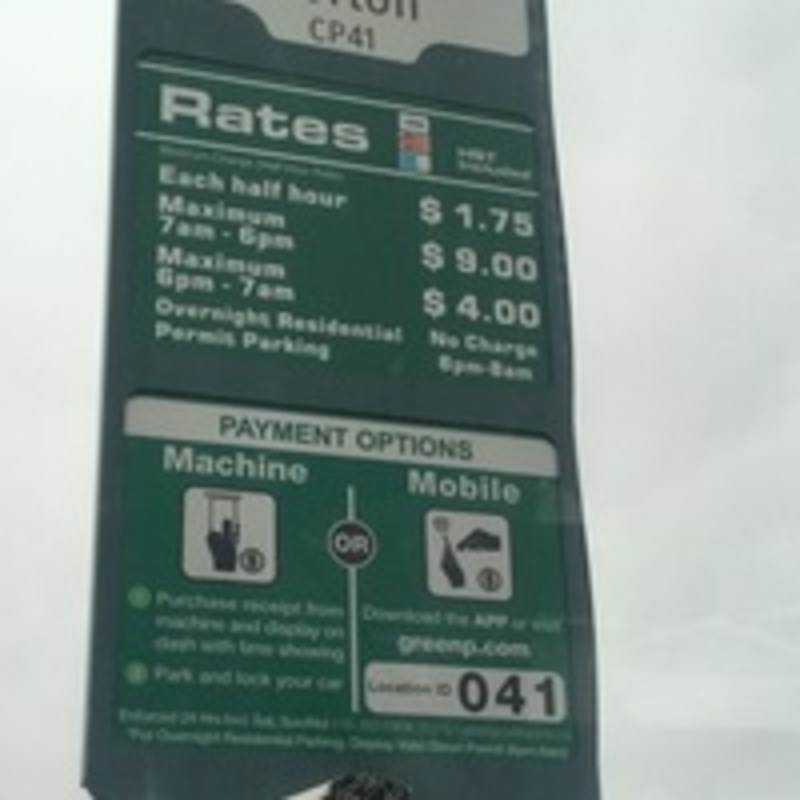 CP41
Rates
HST
Included
Each half hour $ 1.75
Maximum
7am - 6pm $ 9.00
Maximum
6pm - 7am $ 4.00
Overnight Residential No Charge
Permit Parking 8pm-8am
PAYMENT OPTIONS
Machine
OR
Mobile
1 Purchase receipt from
machine and display on
dash with time showing
2 Park and lock your car
Download the APP or visit
greenp.com
Location ID 041